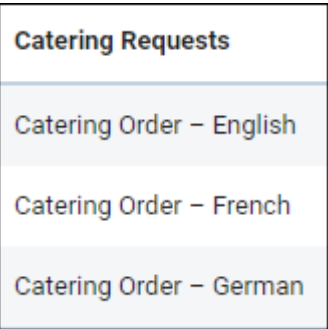 Catering Requests
Catering Order – English
Catering Order – French
Catering Order – German